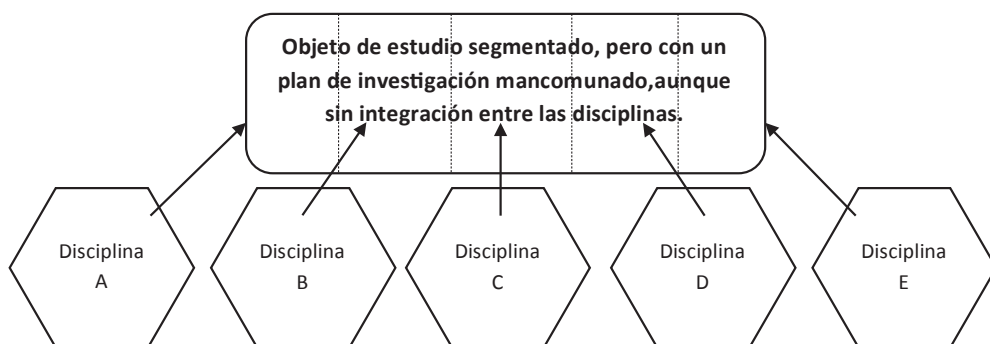 Objeto de estudio segmentado, pero con un
plan de investigación mancomunado,aunque
sin integración entre las disciplinas.
Disciplina
A
Disciplina
B
Disciplina
C
Disciplina
D
Disciplina
E